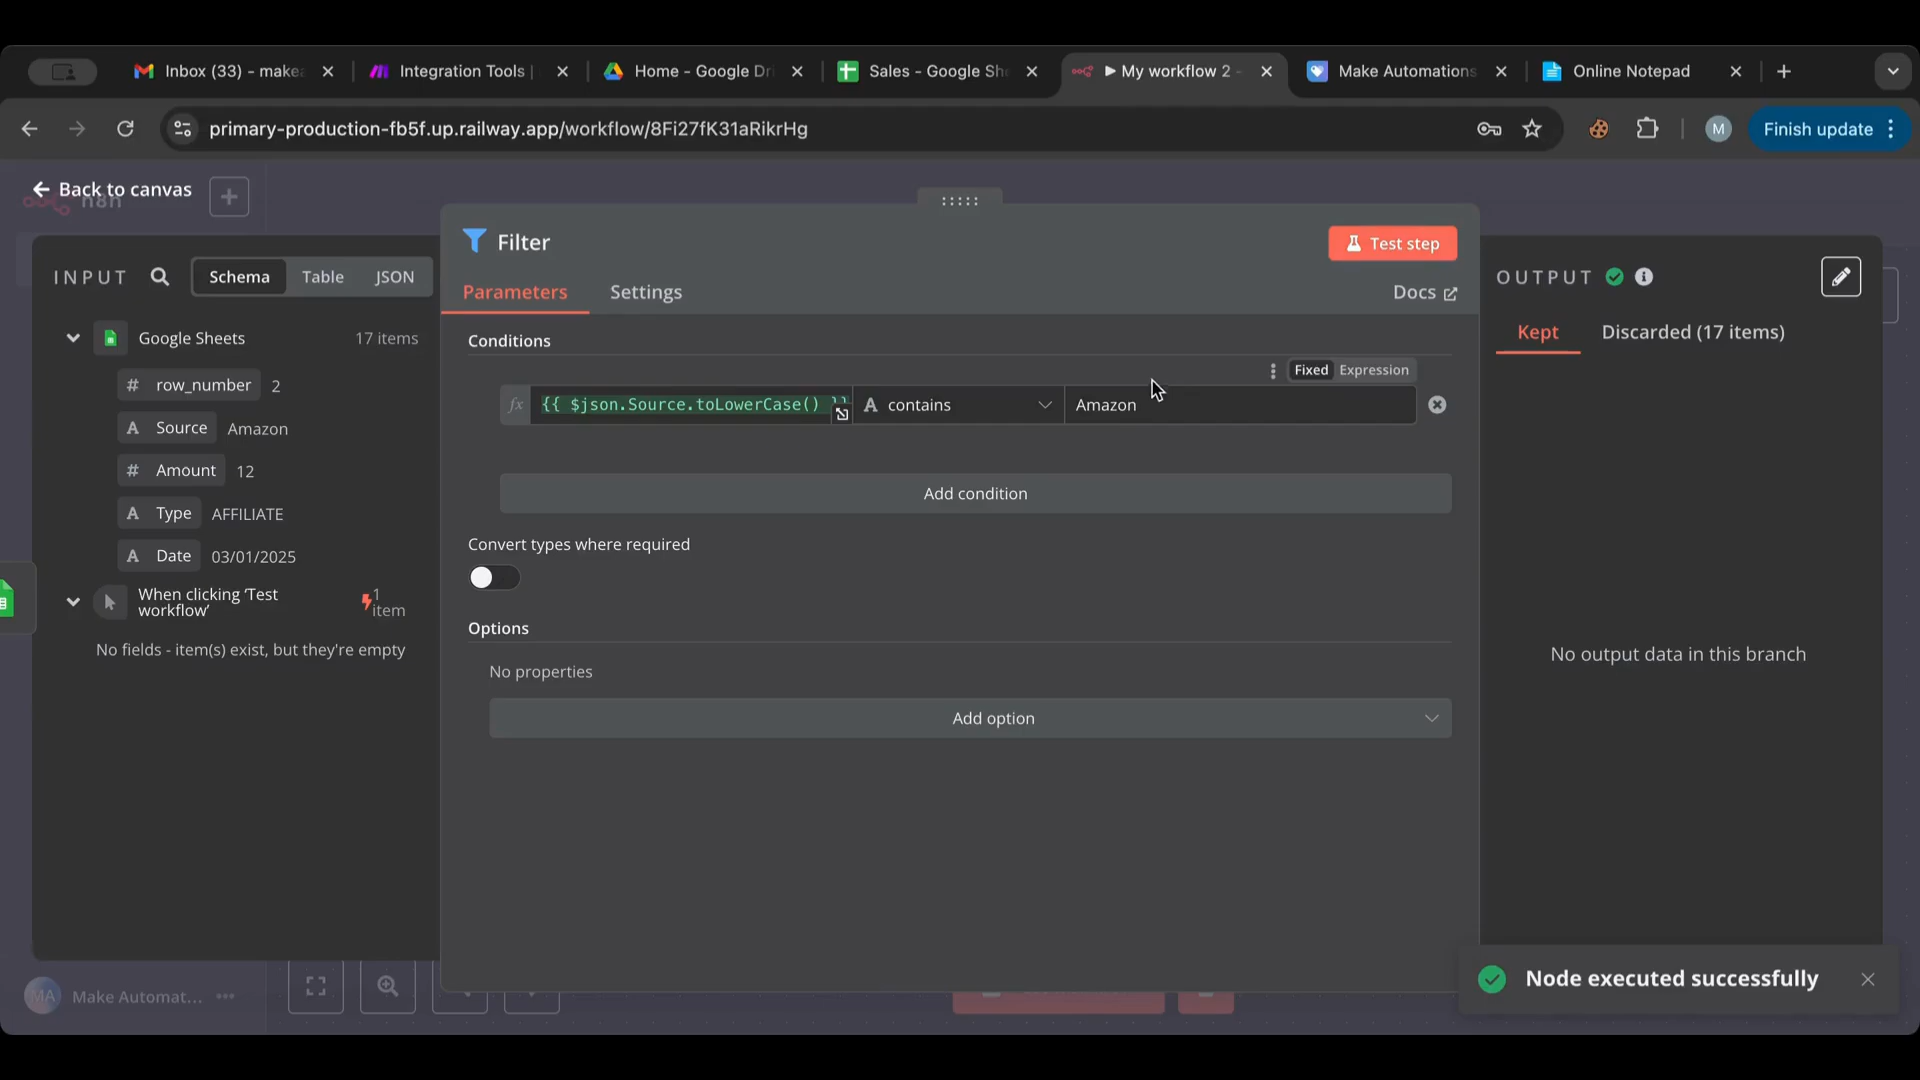 Inbox (33) - make
Integration Tools |
Home - Google Dri
Sales - Google She
▶ My workflow 2 -
Make Automations
Online Notepad
primary-production-fb5f.up.railway.app/workflow/8Fi27fK31aRikrHg
M
Finish update
Back to canvas
n8n
INPUT
Schema
Table
JSON
Google Sheets
17 items
# row_number 2
A Source Amazon
# Amount 12
A Type AFFILIATE
A Date 03/01/2025
When clicking ‘Test workflow’
1 item
No fields - item(s) exist, but they're empty
MA
Make Automat...
Filter
Test step
Parameters
Settings
Docs
Conditions
Fixed
Expression
fx
{{ $json.Source.toLowerCase() }}
A contains
Amazon
Add condition
Convert types where required
Options
No properties
Add option
OUTPUT
Kept
Discarded (17 items)
No output data in this branch
Node executed successfully